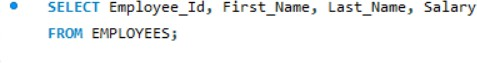 SELECT Employee_Id, First_Name, Last_Name, Salary
FROM EMPLOYEES;